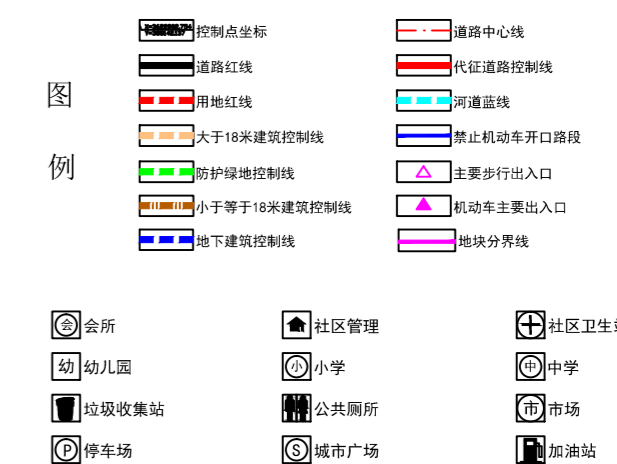 图例
控制点坐标 道路中心线
道路红线 代征道路控制线
用地红线 河道蓝线
大于18米建筑控制线 禁止机动车开口路段
防护绿地控制线 主要步行出入口
小于等于18米建筑控制线 机动车主要出入口
地下建筑控制线 地块分界线
会 会所 社区管理 社区卫生
幼 幼儿园 小 小学 中 中学
垃圾收集站 公共厕所 市 市场
P 停车场 S 城市广场 加油站